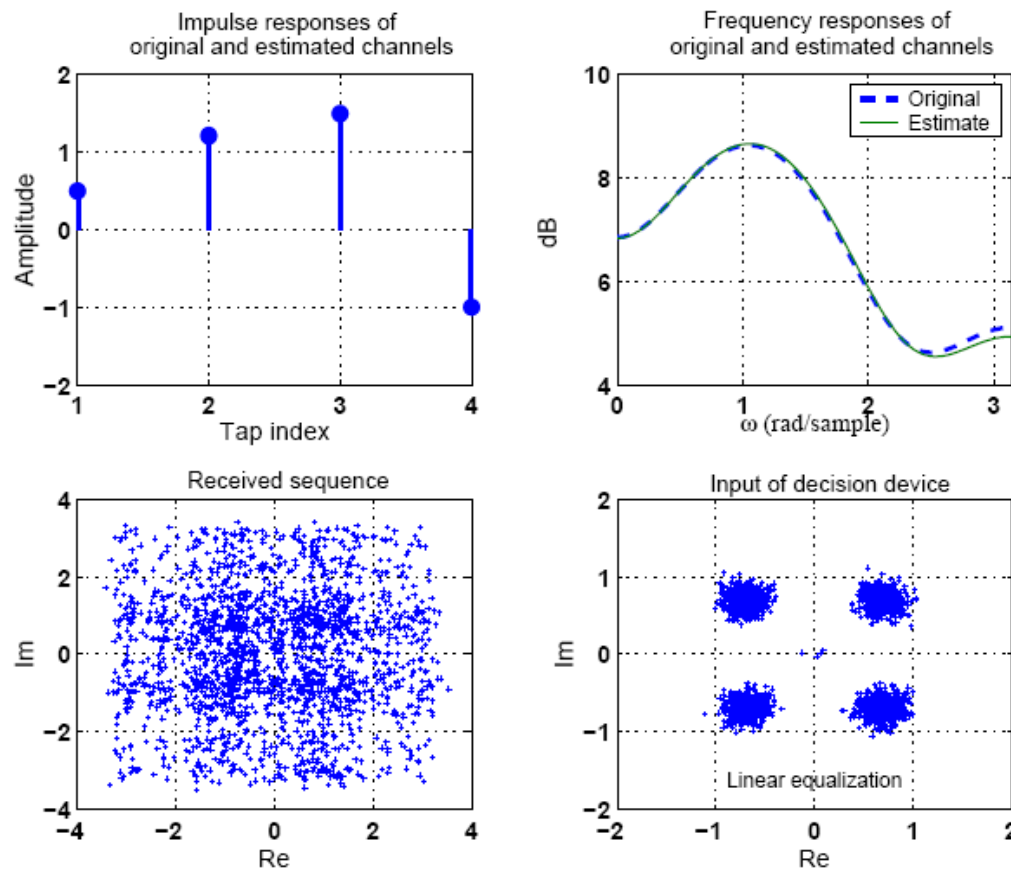 Impulse responses of
original and estimated channels
2
1
0
−1
−2
Amplitude
1
2
3
4
Tap index
Frequency responses of
original and estimated channels
10
8
6
4
dB
Original
Estimate
0
1
2
3
ω (rad/sample)
Received sequence
4
2
0
−2
−4
Im
−4
−2
0
2
4
Re
Input of decision device
2
1
0
−1
−2
Im
Linear equalization
−2
−1
0
1
2
Re